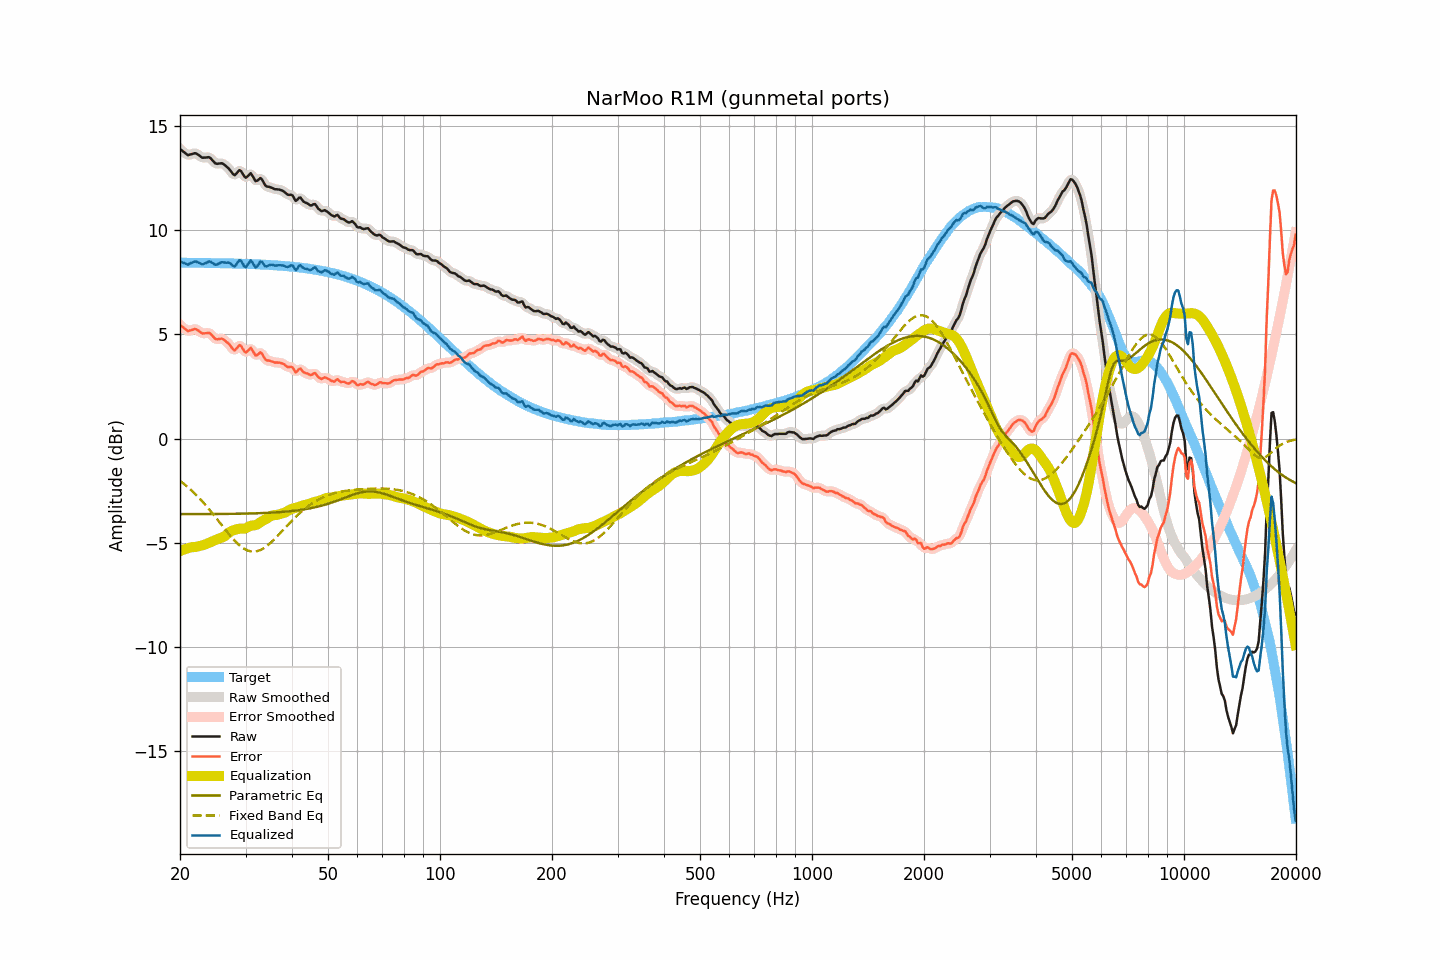 NarMoo R1M (gunmetal ports)
15
10
5
0
−5
−10
−15
Amplitude (dBr)
Target
Raw Smoothed
Error Smoothed
Raw
Error
Equalization
Parametric Eq
Fixed Band Eq
Equalized
20 50 100 200 500 1000 2000 5000 10000 20000
Frequency (Hz)